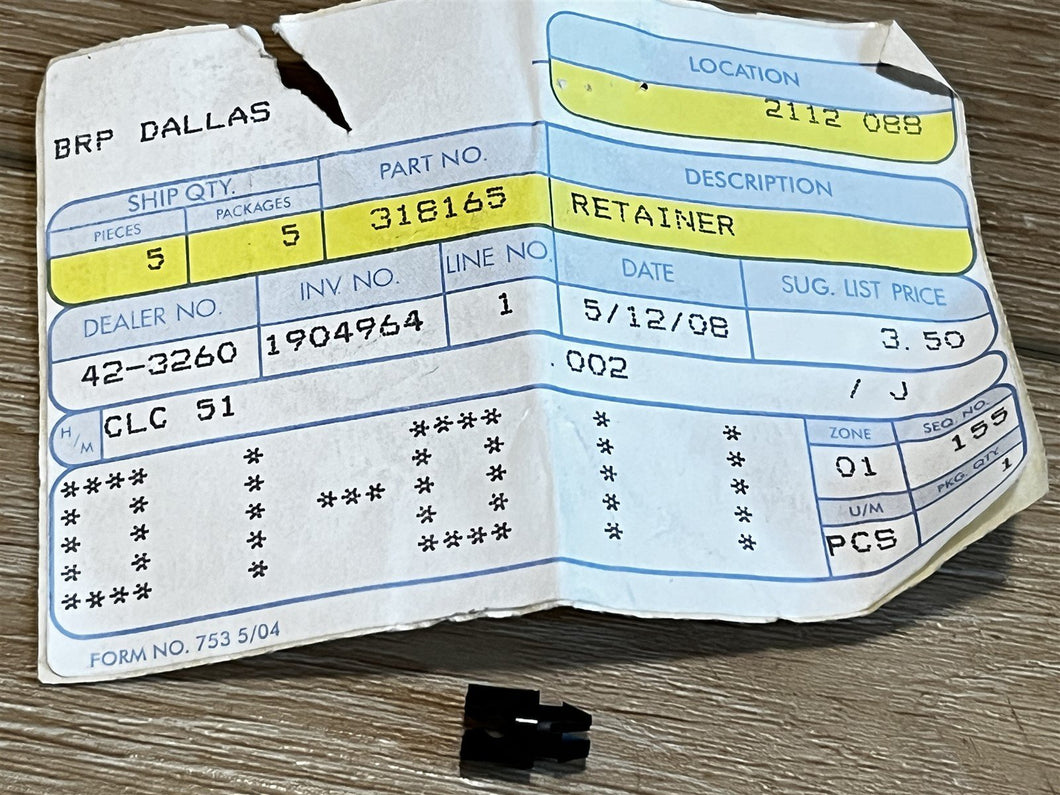 BRP DALLAS
LOCATION
2112 088
SHIP QTY.
PIECES PACKAGES
5 5
PART NO.
318165
DESCRIPTION
RETAINER
DEALER NO. INV. NO. LINE NO. DATE SUG. LIST PRICE
42-3260 1904964 1 5/12/08 3.50
H/M CLC 51 .002 / J
**** * **** * *
* * * * * * *
* * * *** * * * *
* * * * * * *
**** * **** * *
ZONE
01
U/M
PCS
SEQ. NO.
155
PKG. QTY
1
FORM NO. 753 5/04